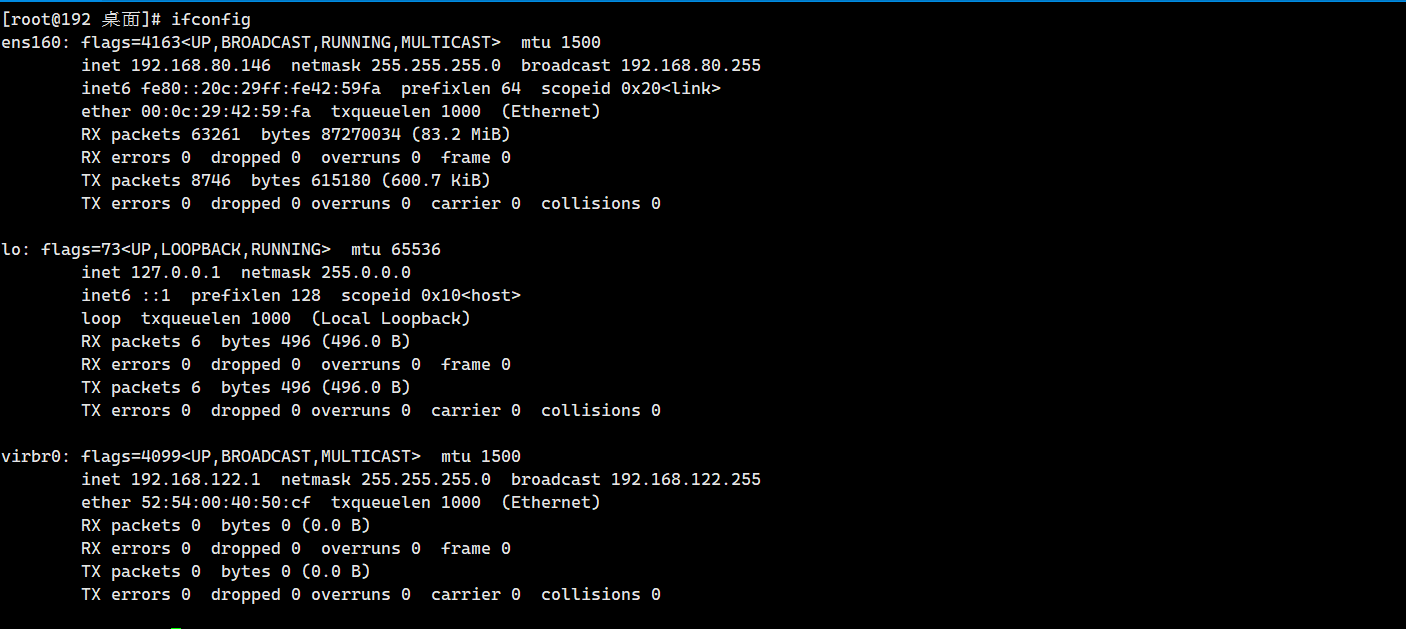 [root@192 桌面]# ifconfig
ens160: flags=4163<UP,BROADCAST,RUNNING,MULTICAST>  mtu 1500
        inet 192.168.80.146  netmask 255.255.255.0  broadcast 192.168.80.255
        inet6 fe80::20c:29ff:fe42:59fa  prefixlen 64  scopeid 0x20<link>
        ether 00:0c:29:42:59:fa  txqueuelen 1000  (Ethernet)
        RX packets 63261  bytes 87270034 (83.2 MiB)
        RX errors 0  dropped 0  overruns 0  frame 0
        TX packets 8746  bytes 615180 (600.7 KiB)
        TX errors 0  dropped 0 overruns 0  carrier 0  collisions 0

lo: flags=73<UP,LOOPBACK,RUNNING>  mtu 65536
        inet 127.0.0.1  netmask 255.0.0.0
        inet6 ::1  prefixlen 128  scopeid 0x10<host>
        loop  txqueuelen 1000  (Local Loopback)
        RX packets 6  bytes 496 (496.0 B)
        RX errors 0  dropped 0  overruns 0  frame 0
        TX packets 6  bytes 496 (496.0 B)
        TX errors 0  dropped 0 overruns 0  carrier 0  collisions 0

virbr0: flags=4099<UP,BROADCAST,MULTICAST>  mtu 1500
        inet 192.168.122.1  netmask 255.255.255.0  broadcast 192.168.122.255
        ether 52:54:00:40:50:cf  txqueuelen 1000  (Ethernet)
        RX packets 0  bytes 0 (0.0 B)
        RX errors 0  dropped 0  overruns 0  frame 0
        TX packets 0  bytes 0 (0.0 B)
        TX errors 0  dropped 0 overruns 0  carrier 0  collisions 0